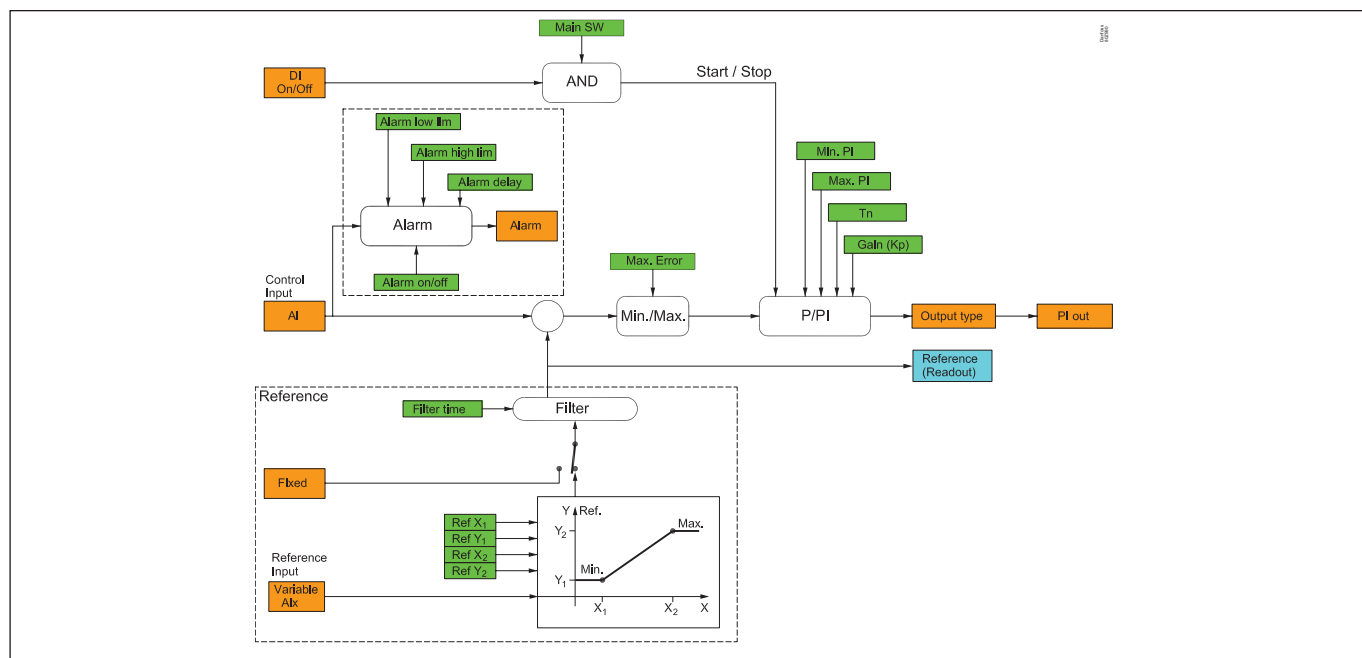 Main SW
DI
On/Off
AND
Start / Stop
Alarm low lim
Alarm high lim
Alarm delay
Alarm
Alarm
Alarm on/off
Min. PI
Max. PI
Tn
Gain (Kp)
Max. Error
Control
Input
AI
Min./Max.
P/PI
Output type
PI out
Reference
(Readout)
Reference
Filter time
Filter
Fixed
Ref X₁
Ref Y₁
Ref X₂
Ref Y₂
Y Ref.
Y₂
Max.
Min.
Y₁
X₁ X₂ X
Reference
Input
Variable
AIx